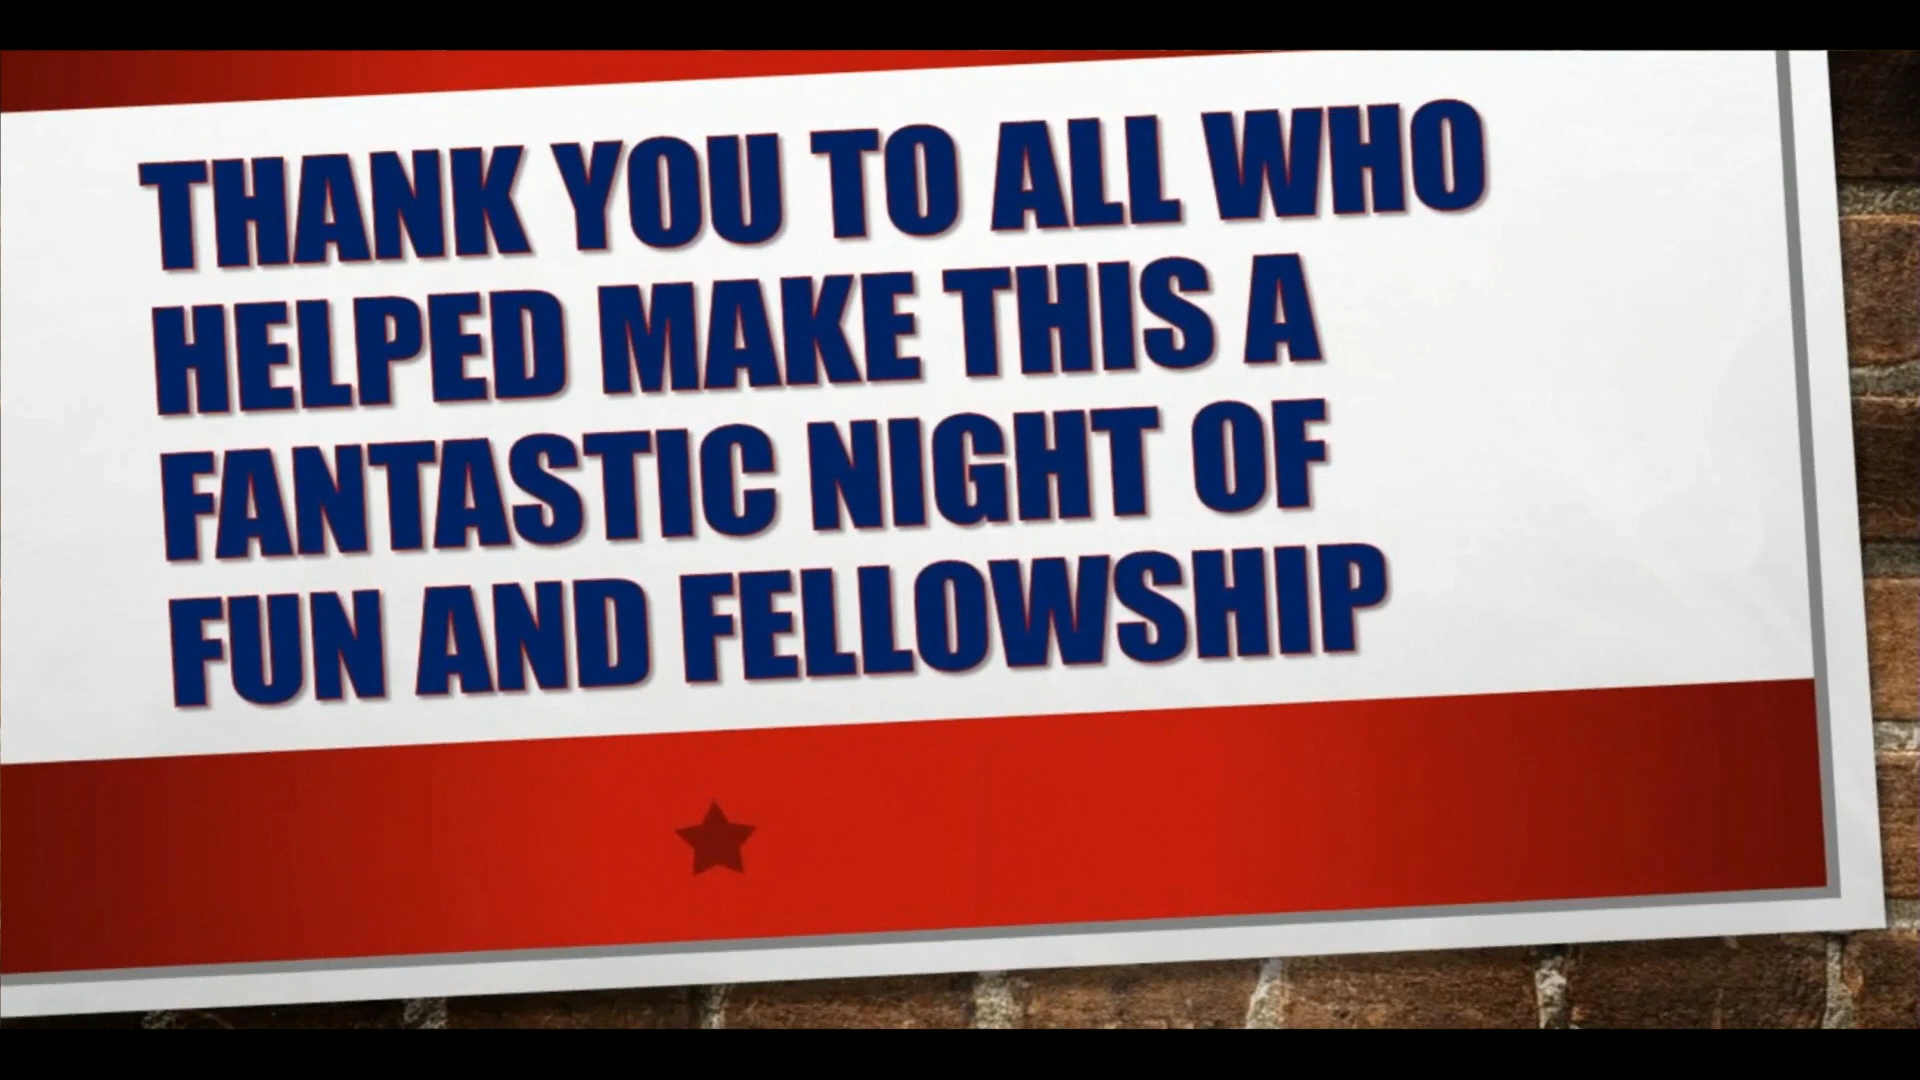 THANK YOU TO ALL WHO
HELPED MAKE THIS A
FANTASTIC NIGHT OF
FUN AND FELLOWSHIP